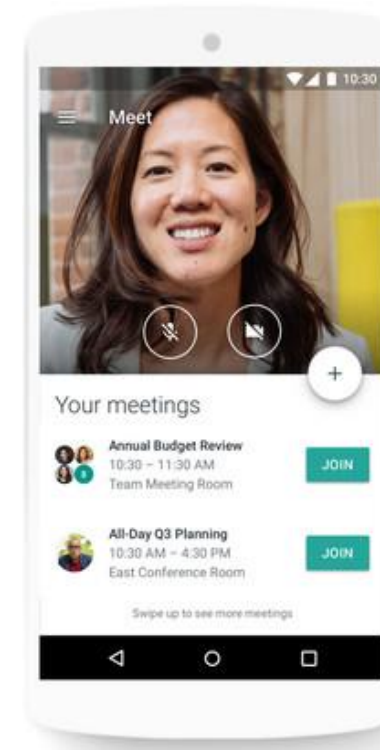 10:30
Meet
Your meetings
Annual Budget Review
10:30 – 11:30 AM
Team Meeting Room
JOIN
All-Day Q3 Planning
10:30 AM – 4:30 PM
East Conference Room
JOIN
Swipe up to see more meetings